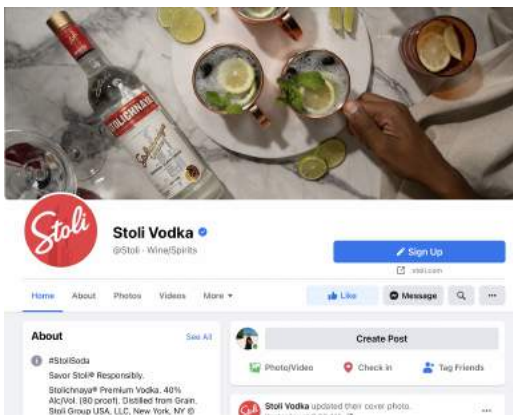 STOLICHNAYA
Stoli
Stoli Vodka
@Stoli · Wine/Spirits
Sign Up
stoli.com
Home About Photos Videos More
Like
Message
About
See All
Create Post
#StoliSoda
Photo/Video Check in Tag Friends
Savor Stoli® Responsibly.
Stolichnaya® Premium Vodka. 40%
Alc/Vol. (80 proof). Distilled from Grain.
Stoli Group USA, LLC, New York, NY ©
Stoli Vodka updated their cover photo.